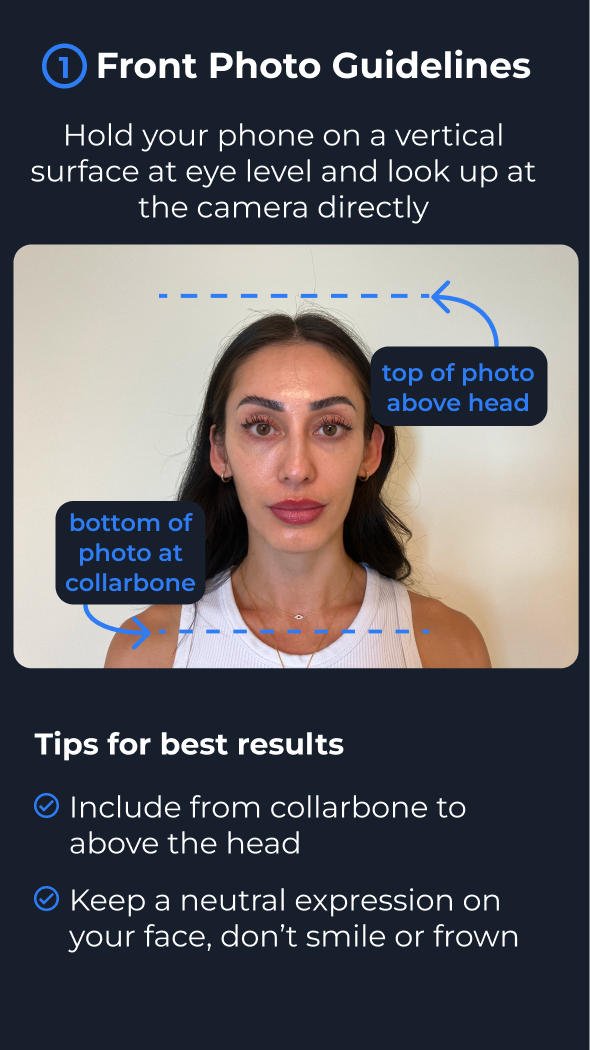 1 Front Photo Guidelines
Hold your phone on a vertical
surface at eye level and look up at
the camera directly
top of photo
above head
bottom of
photo at
collarbone
Tips for best results
Include from collarbone to
above the head
Keep a neutral expression on
your face, don’t smile or frown